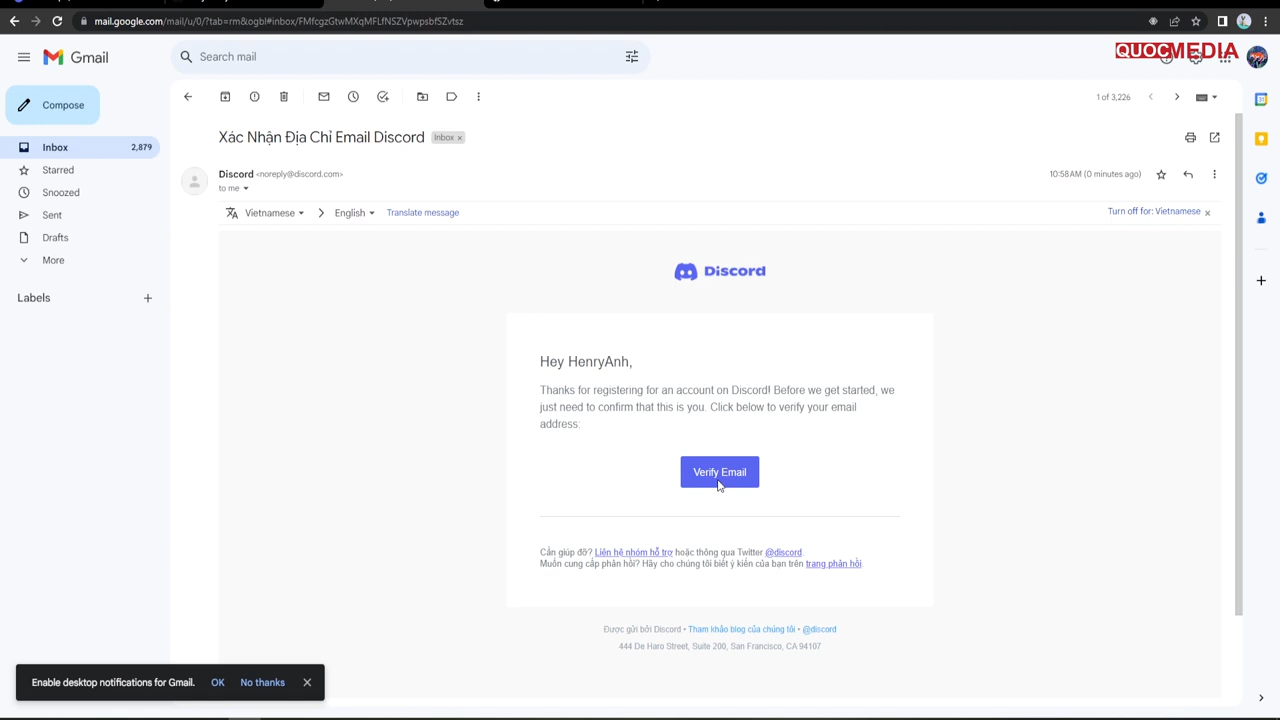 mail.google.com/mail/u/0/?tab=rm&ogbl#inbox/FMfcgzGtwMXqMFLfNSZVpwpsbfSZvtsz
Gmail
Search mail
QUOCMEDIA
Compose
1 of 3,226
Inbox 2,879
Starred
Snoozed
Sent
Drafts
More
Labels
Xác Nhận Địa Chỉ Email Discord Inbox ×
Discord <noreply@discord.com>
10:58AM (0 minutes ago)
to me
Vietnamese > English Translate message
Turn off for: Vietnamese ×
Discord
Hey HenryAnh,
Thanks for registering for an account on Discord! Before we get started, we
just need to confirm that this is you. Click below to verify your email
address:
Verify Email
Cần giúp đỡ? Liên hệ nhóm hỗ trợ hoặc thông qua Twitter @discord.
Muốn cung cấp phản hồi? Hãy cho chúng tôi biết ý kiến của bạn trên trang phản hồi.
Được gửi bởi Discord • Tham khảo blog của chúng tôi • @discord
444 De Haro Street, Suite 200, San Francisco, CA 94107
Enable desktop notifications for Gmail. OK No thanks